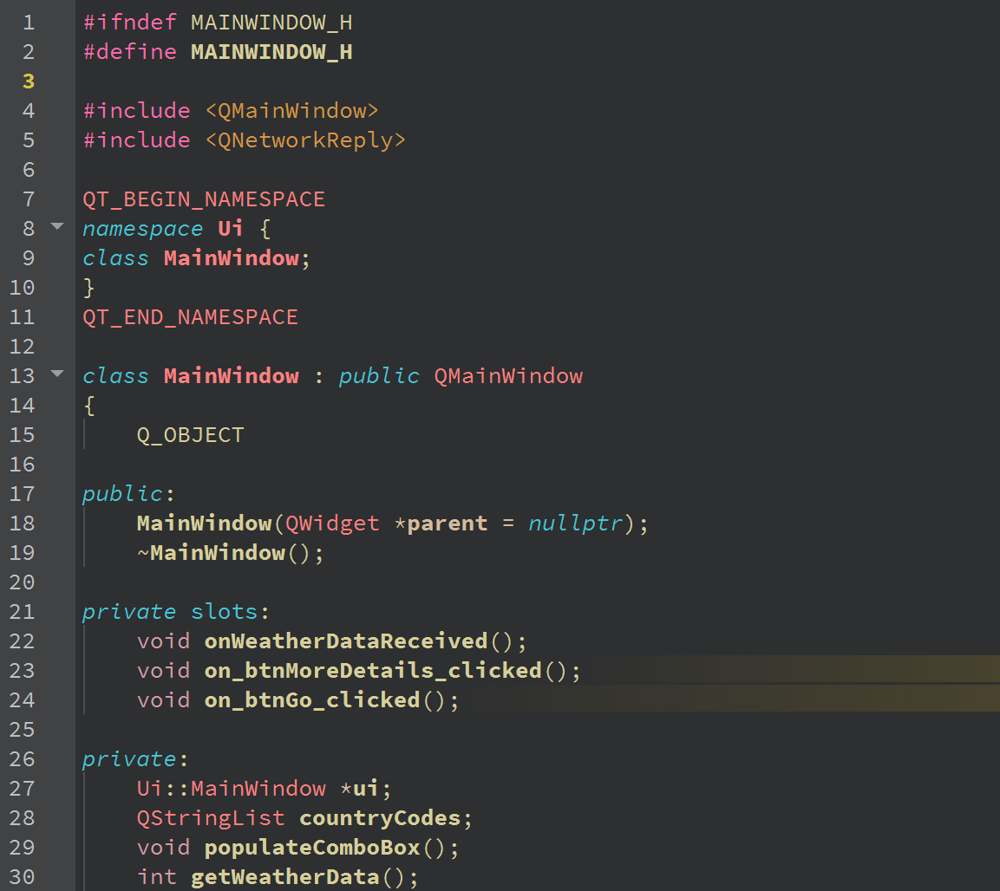 1 #ifndef MAINWINDOW_H
2 #define MAINWINDOW_H
3
4 #include <QMainWindow>
5 #include <QNetworkReply>
6
7 QT_BEGIN_NAMESPACE
8 namespace Ui {
9 class MainWindow;
10 }
11 QT_END_NAMESPACE
12
13 class MainWindow : public QMainWindow
14 {
15     Q_OBJECT
16
17 public:
18     MainWindow(QWidget *parent = nullptr);
19     ~MainWindow();
20
21 private slots:
22     void onWeatherDataReceived();
23     void on_btnMoreDetails_clicked();
24     void on_btnGo_clicked();
25
26 private:
27     Ui::MainWindow *ui;
28     QStringList countryCodes;
29     void populateComboBox();
30     int getWeatherData();